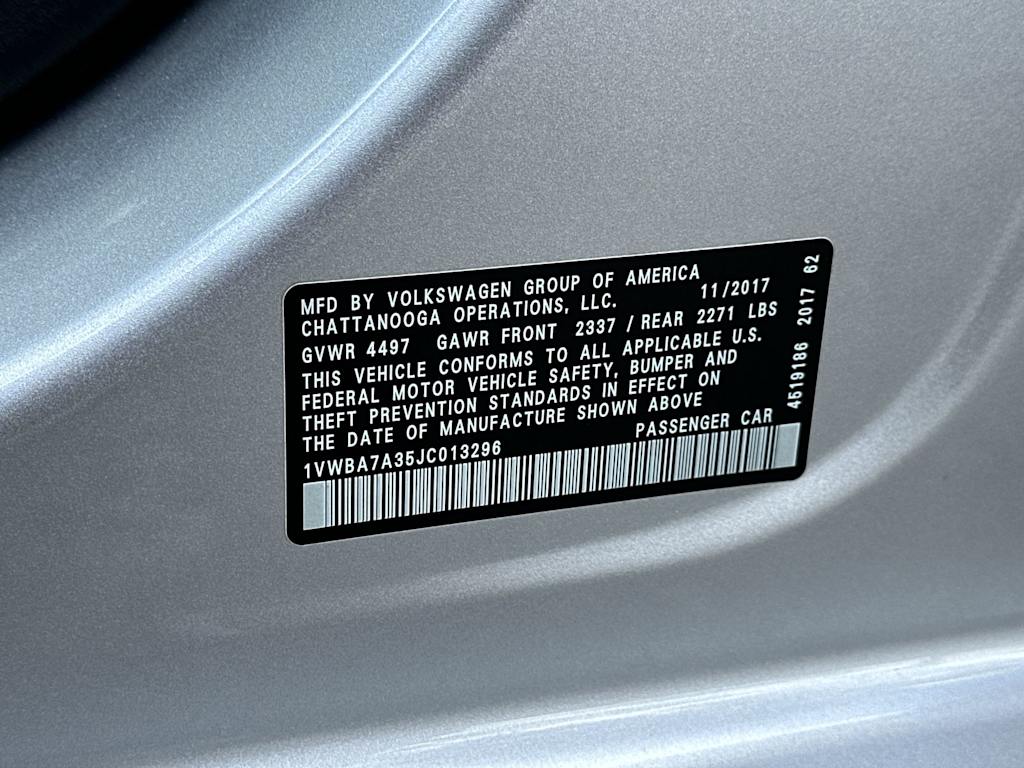 MFD BY VOLKSWAGEN GROUP OF AMERICA
CHATTANOOGA OPERATIONS, LLC. 11/2017
GVWR 4497 GAWR FRONT 2337 / REAR 2271 LBS
THIS VEHICLE CONFORMS TO ALL APPLICABLE U.S.
FEDERAL MOTOR VEHICLE SAFETY, BUMPER AND
THEFT PREVENTION STANDARDS IN EFFECT ON
THE DATE OF MANUFACTURE SHOWN ABOVE
1VWBA7A35JC013296 PASSENGER CAR
4519186 2017 62